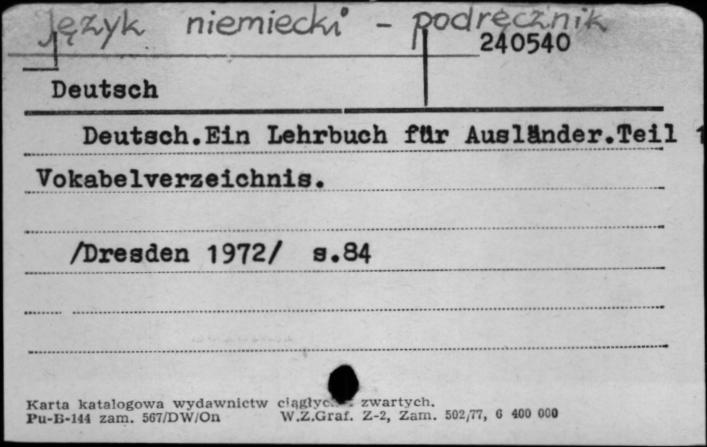 Język niemiecki - podręcznik
240540
Deutsch
Deutsch.Ein Lehrbuch für Ausländer.Teil 1
Vokabelverzeichnis.
/Dresden 1972/ s.84
Karta katalogowa wydawnictw zwartych.
Pu-B-144 zam. 567/DW/On W.Z.Graf. Z-2, Zam. 502/77, 6 400 000